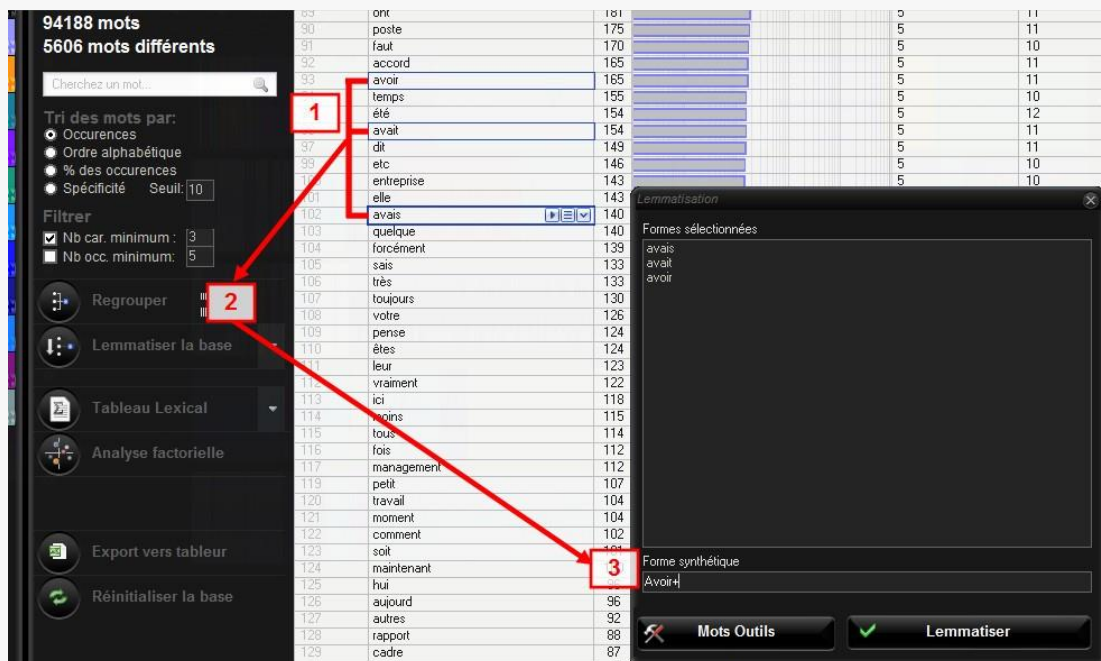 94188 mots
5606 mots différents
Cherchez un mot...
Tri des mots par:
Occurences
Ordre alphabétique
% des occurences
Spécificité Seuil: 10
Filtrer
Nb car. minimum : 3
Nb occ. minimum: 5
Regrouper
Lemmatiser la base
Tableau Lexical
Analyse factorielle
Export vers tableur
Réinitialiser la base
1
2
3
89 ont 181 5 11
90 poste 175 5 11
91 faut 170 5 10
92 accord 165 5 11
93 avoir 165 5 11
temps 155 5 10
été 154 5 12
avait 154 5 11
97 dit 149 5 11
99 etc 146 5 10
entreprise 143 5 10
101 elle 143
102 avais 140
103 quelque 140
104 forcément 139
105 sais 133
106 très 133
107 toujours 130
108 votre 126
109 pense 124
110 êtes 124
111 leur 123
112 vraiment 122
113 ici 118
114 moins 115
115 tous 114
116 fois 112
117 management 112
119 petit 107
120 travail 104
121 moment 104
122 comment 102
123 soit 101
124 maintenant
125 hui
126 aujourd 96
127 autres 92
128 rapport 88
129 cadre 87
Lemmatisation
Formes sélectionnées
avais
avait
avoir
Forme synthétique
Avoir+
Mots Outils
Lemmatiser